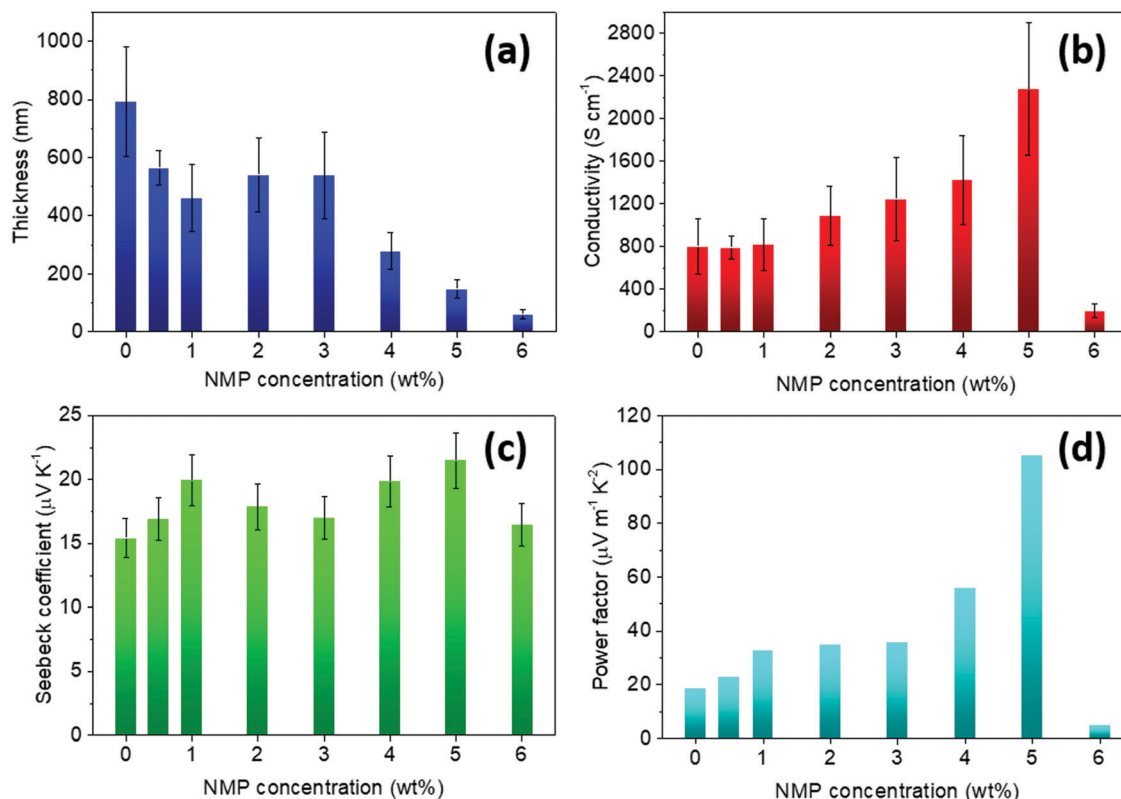 (a)
Thickness (nm)
1000
800
600
400
200
0
0 1 2 3 4 5 6
NMP concentration (wt%)
(b)
Conductivity (S cm⁻¹)
2800
2400
2000
1600
1200
800
400
0
0 1 2 3 4 5 6
NMP concentration (wt%)
(c)
Seebeck coefficient (μV K⁻¹)
25
20
15
10
5
0
0 1 2 3 4 5 6
NMP concentration (wt%)
(d)
Power factor (μV m⁻¹ K⁻²)
120
100
80
60
40
20
0
0 1 2 3 4 5 6
NMP concentration (wt%)